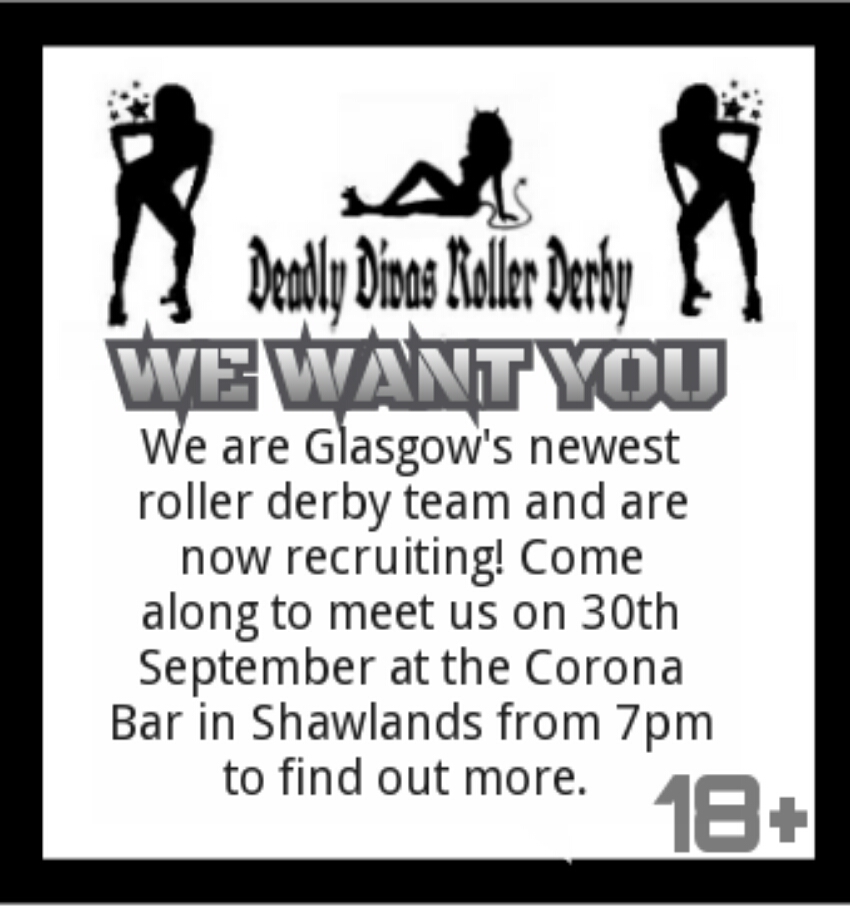 Deadly Divas Roller Derby
WE WANT YOU
We are Glasgow's newest
roller derby team and are
now recruiting! Come
along to meet us on 30th
September at the Corona
Bar in Shawlands from 7pm
to find out more.
18+